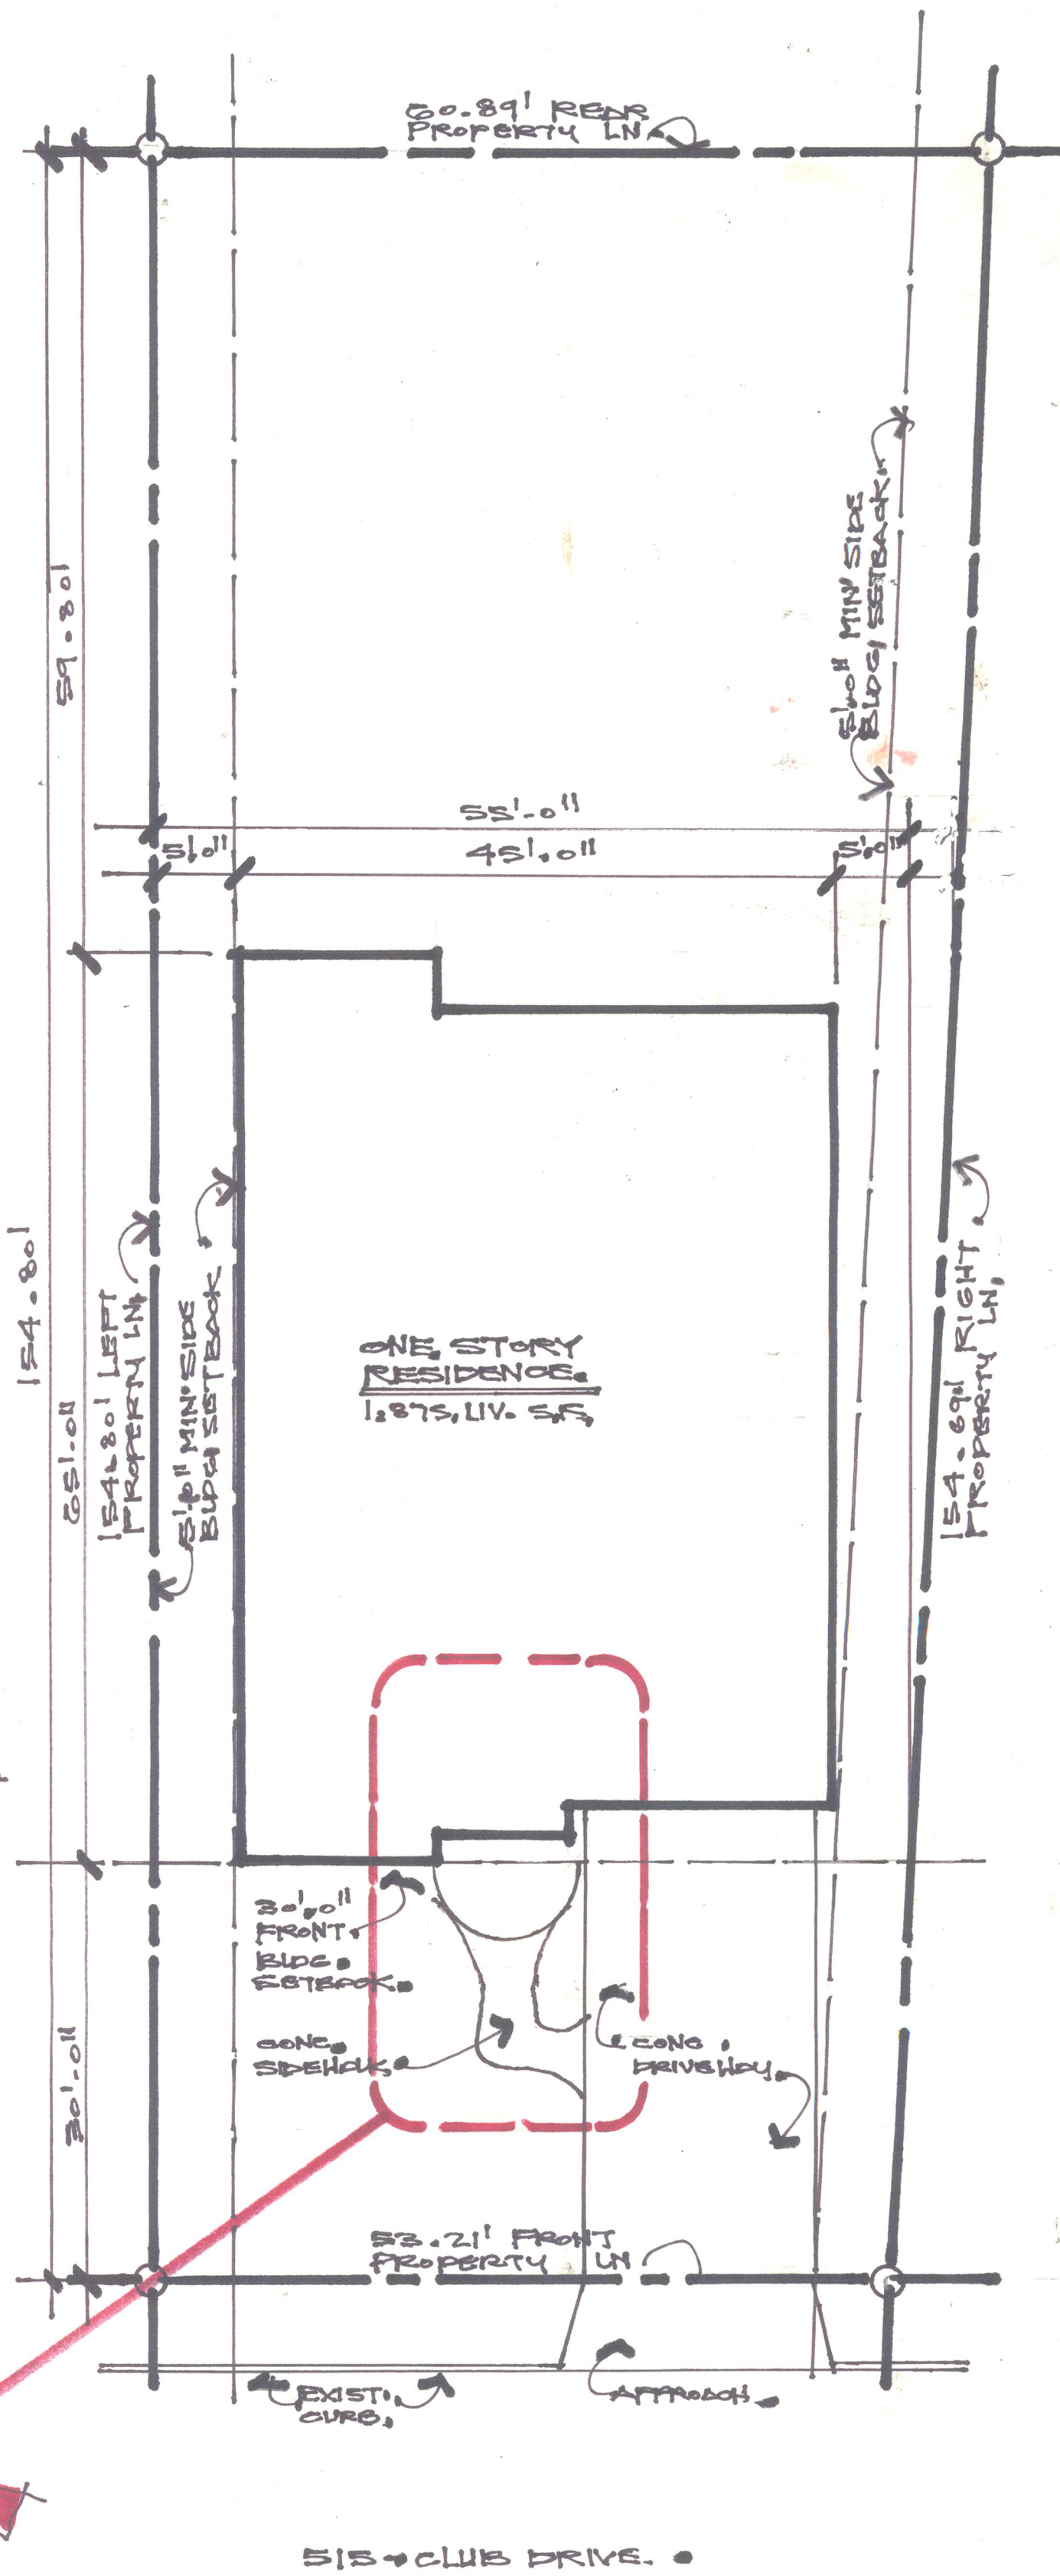 60.89' REAR
PROPERTY LN.
59.80'
5'-0" MIN' SIDE
BLDG, SETBACK.
55'-0"
5'-0"
45'-0"
5'-0"
154.80'
65'-0"
154.80' LEFT
PROPERTY LN.
5'-0" MIN' SIDE
BLDG, SETBACK
ONE STORY
RESIDENCE.
1,875, LIV. S.F.
154.69' RIGHT
PROPERTY LN.
30'-0"
FRONT.
BLDG.
SETBACK.
CONC.
SIDEWALK.
CONC.
DRIVEWAY.
30'-0"
53.21' FRONT
PROPERTY LN
EXIST.
CURB.
APPROACH.
515 CLUB DRIVE.